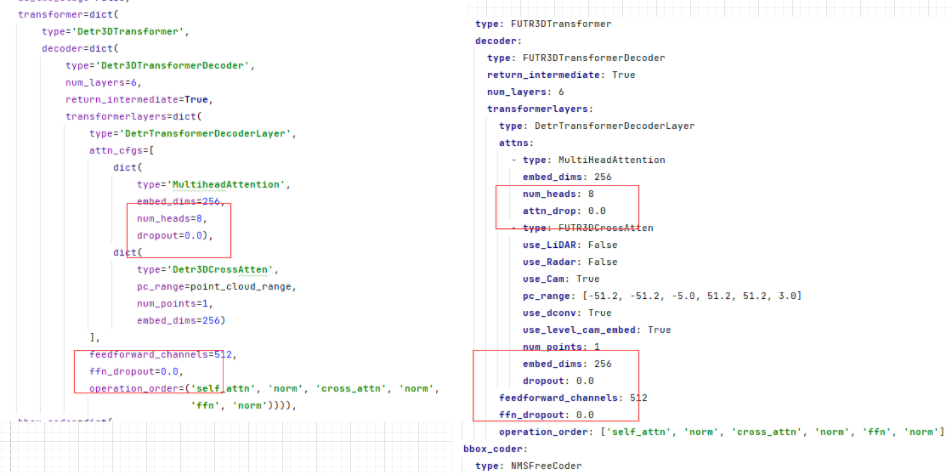 transformer=dict(
type='Detr3DTransformer',
decoder=dict(
type='Detr3DTransformerDecoder',
num_layers=6,
return_intermediate=True,
transformerlayers=dict(
type='DetrTransformerDecoderLayer',
attn_cfgs=[
dict(
type='MultiheadAttention',
embed_dims=256,
num_heads=8,
dropout=0.0),
dict(
type='Detr3DCrossAtten',
pc_range=point_cloud_range,
num_points=1,
embed_dims=256)
],
feedforward_channels=512,
ffn_dropout=0.0,
operation_order=('self_attn', 'norm', 'cross_attn', 'norm',
'ffn', 'norm')))),
type: FUTR3DTransformer
decoder:
type: FUTR3DTransformerDecoder
return_intermediate: True
num_layers: 6
transformerlayers:
type: DetrTransformerDecoderLayer
attns:
- type: MultiHeadAttention
embed_dims: 256
num_heads: 8
attn_drop: 0.0
- type: FUTR3DCrossAtten
use_LiDAR: False
use_Radar: False
use_Cam: True
pc_range: [-51.2, -51.2, -5.0, 51.2, 51.2, 3.0]
use_dconv: True
use_level_cam_embed: True
num_points: 1
embed_dims: 256
dropout: 0.0
feedforward_channels: 512
ffn_dropout: 0.0
operation_order: ['self_attn', 'norm', 'cross_attn', 'norm', 'ffn', 'norm']
bbox_coder:
type: NMSFreeCoder